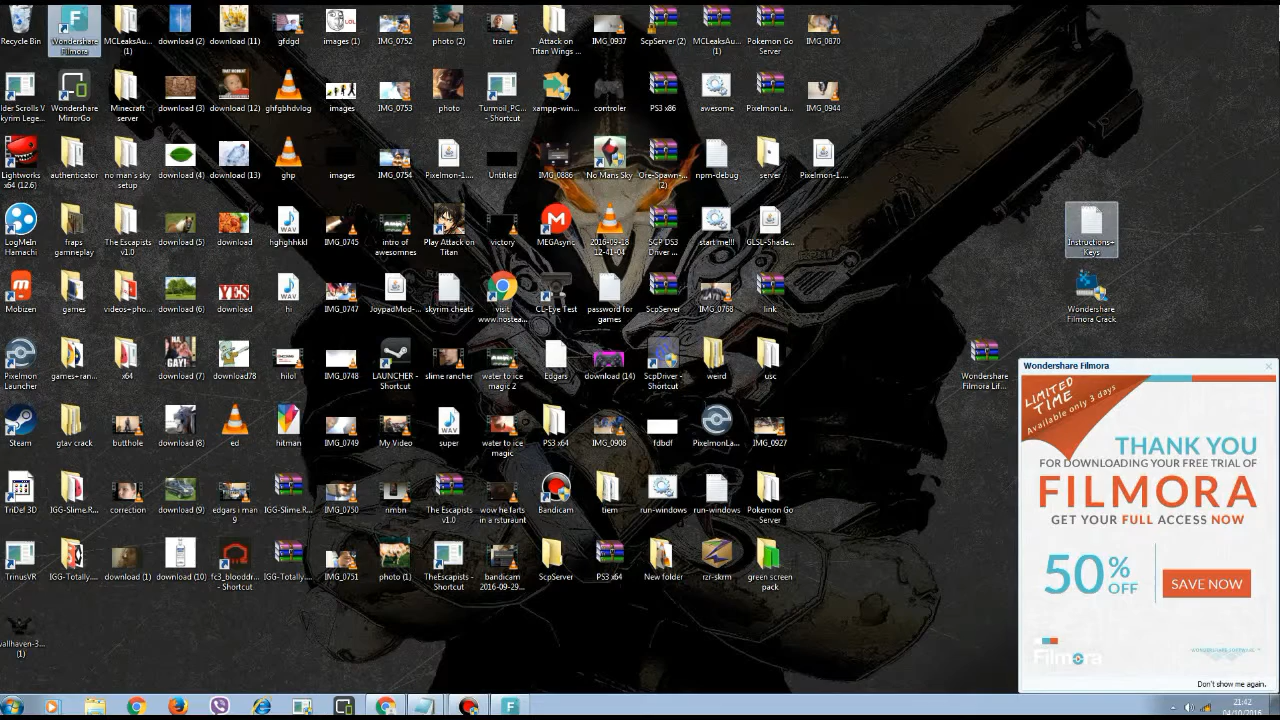 Recycle Bin
Wondershare
Filmora
MCLeaksAu...
(1)
download (2)
download (11)
gfdgd
images (1)
IMG_0752
photo (2)
trailer
Attack on
Titan Wings ...
IMG_0937
ScpServer (2)
MCLeaksAu...
(1)
Pokemon Go
Server
IMG_0870
lder Scrolls V
kyrim Lege...
Wondershare
MirrorGo
Minecraft
server
download (3)
download (12)
ghfgbhdvlog
images
IMG_0753
photo
Turmoil_PC...
- Shortcut
xampp-win...
controler
PS3 x86
awesome
PixelmonLa...
IMG_0944
Lightworks
x64 (12.6)
authenticator
no man's sky
setup
download (4)
download (13)
ghp
images
IMG_0754
Pixelmon-1....
Untitled
IMG_0886
No Mans Sky
Ore-Spawn-...
(2)
npm-debug
server
Pixelmon-1....
LogMeIn
Hamachi
fraps
gamneplay
The Escapists
v1.0
download (5)
download
hghghhkkl
IMG_0745
intro of
awesomnes
Play Attack on
Titan
victory
MEGAsync
2016-09-18
12-41-04
SCP DS3
Driver ...
start me!!!
GLSL-Shade...
Instructions+
Keys
Mobizen
games
videos+pho...
download (6)
YES
download
hi
IMG_0747
JoypadMod-...
skyrim cheats
visit
www.nostea...
CL-Eye Test
password for
games
ScpServer
IMG_0768
link
Wondershare
Filmora Crack
Pixelmon
Launcher
games+ran...
x64
HA,
GAY!
download (7)
download78
hilol
IMG_0748
LAUNCHER -
Shortcut
slime rancher
water to ice
magic 2
Edgars
download (14)
ScpDriver -
Shortcut
weird
usc
Wondershare
Filmora Lif...
Steam
gtav crack
butthole
download (8)
ed
hitman
IMG_0749
My Video
super
water to ice
magic
PS3 x64
IMG_0908
fdbdf
PixelmonLa...
IMG_0927
TriDef 3D
IGG-Slime.R...
correction
download (9)
edgars i man
9
IGG-Slime.R...
IMG_0750
nmbn
The Escapists
v1.0
wow he farts
in a rsturaunt
Bandicam
tiem
run-windows
run-windows
Pokemon Go
Server
TrinusVR
IGG-Totally....
download (1)
download (10)
fc3_blooddr...
- Shortcut
IGG-Totally....
IMG_0751
photo (1)
TheEscapists -
Shortcut
bandicam
2016-09-29...
ScpServer
PS3 x64
New folder
rzr-skrm
green screen
pack
wallhaven-3...
(1)
Wondershare Filmora
LIMITED
TIME
Available only 3 days
THANK YOU
FOR DOWNLOADING YOUR FREE TRIAL OF
FILMORA
GET YOUR FULL ACCESS NOW
50% OFF
SAVE NOW
Filmora
WONDERSHARE SOFTWARE
Don't show me again.
21:42
04/10/2016